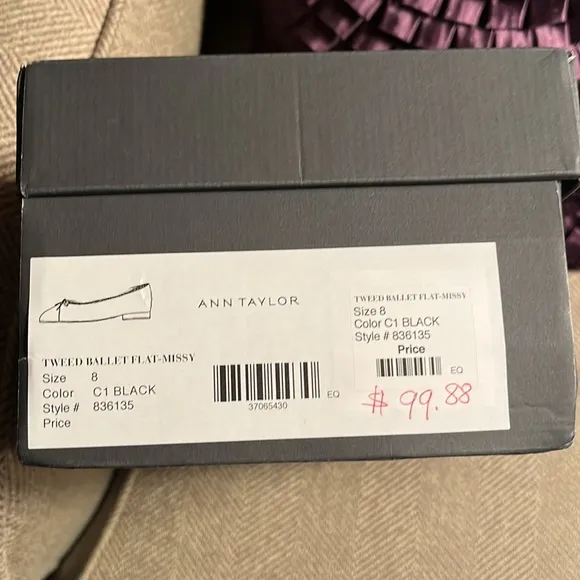 ANN TAYLOR
TWEED BALLET FLAT-MISSY
Size 8
Color C1 BLACK
Style # 836135
Price
37065430
EQ
TWEED BALLET FLAT-MISSY
Size 8
Color C1 BLACK
Style # 836135
Price
EQ
$ 99.88